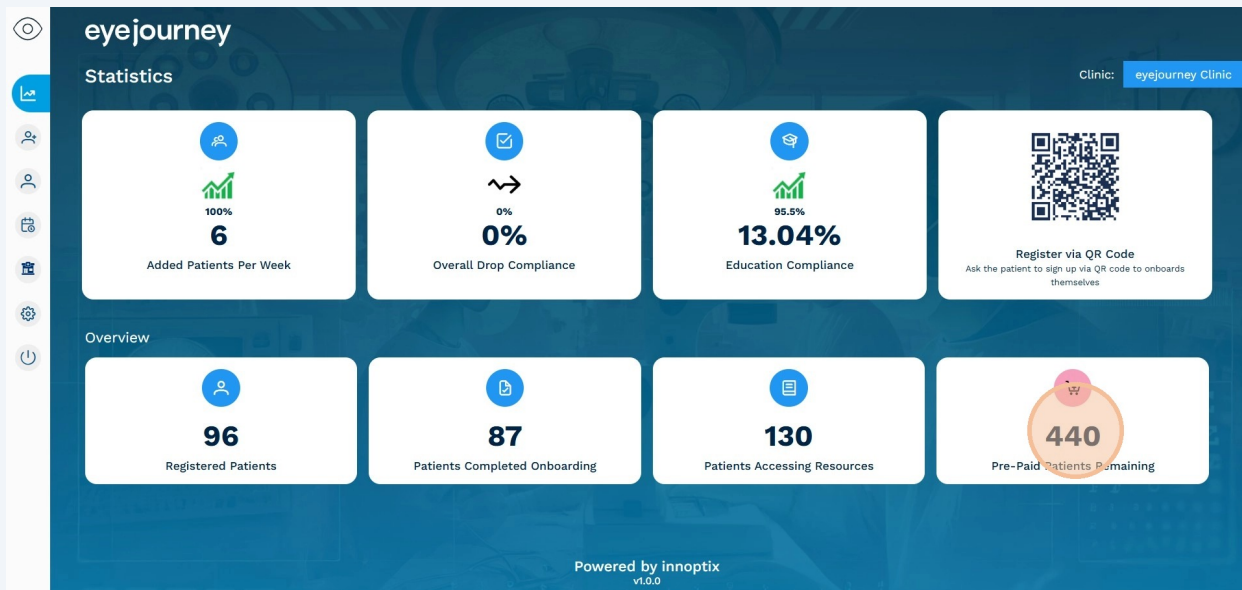 eyejourney
Statistics
Clinic: eyejourney Clinic
100%
6
Added Patients Per Week
0%
0%
Overall Drop Compliance
95.5%
13.04%
Education Compliance
Register via QR Code
Ask the patient to sign up via QR code to onboards
themselves
Overview
96
Registered Patients
87
Patients Completed Onboarding
130
Patients Accessing Resources
440
Pre-Paid Patients Remaining
Powered by innoptix
v1.0.0